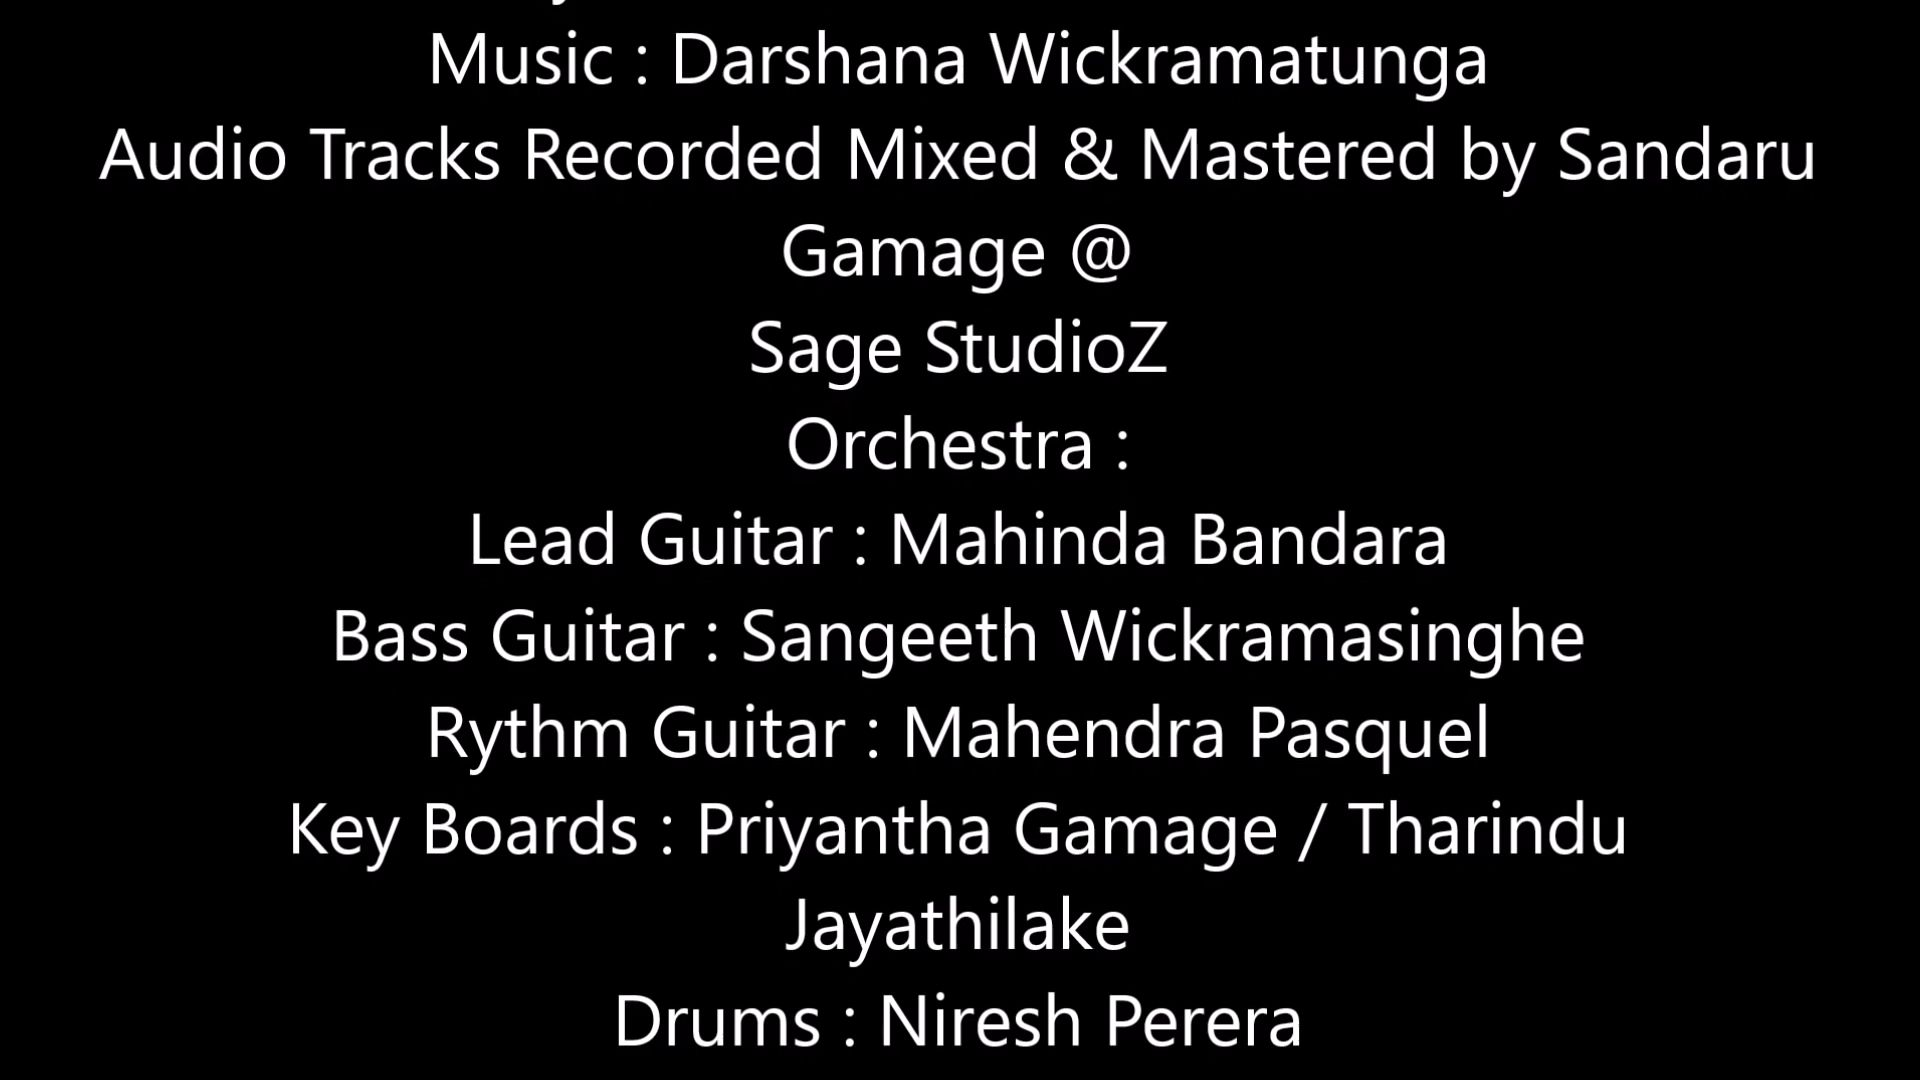 Music : Darshana Wickramatunga
Audio Tracks Recorded Mixed & Mastered by Sandaru
Gamage @
Sage StudioZ
Orchestra :
Lead Guitar : Mahinda Bandara
Bass Guitar : Sangeeth Wickramasinghe
Rythm Guitar : Mahendra Pasquel
Key Boards : Priyantha Gamage / Tharindu
Jayathilake
Drums : Niresh Perera